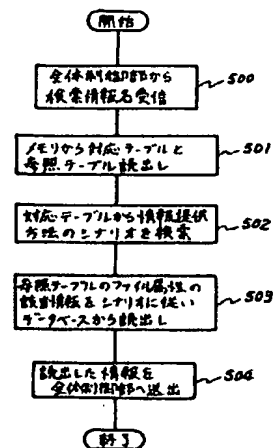 開始
全体制御部から
検索情報名受信
500
メモリから対応テーブルと
参照テーブル読出し
501
対応テーブルから情報提供
方法のシナリオを検索
502
参照テーブルのファイル属性の
該当情報をシナリオに従い
データベースから読出し
503
読出した情報を
全体制御部へ送出
504
終了